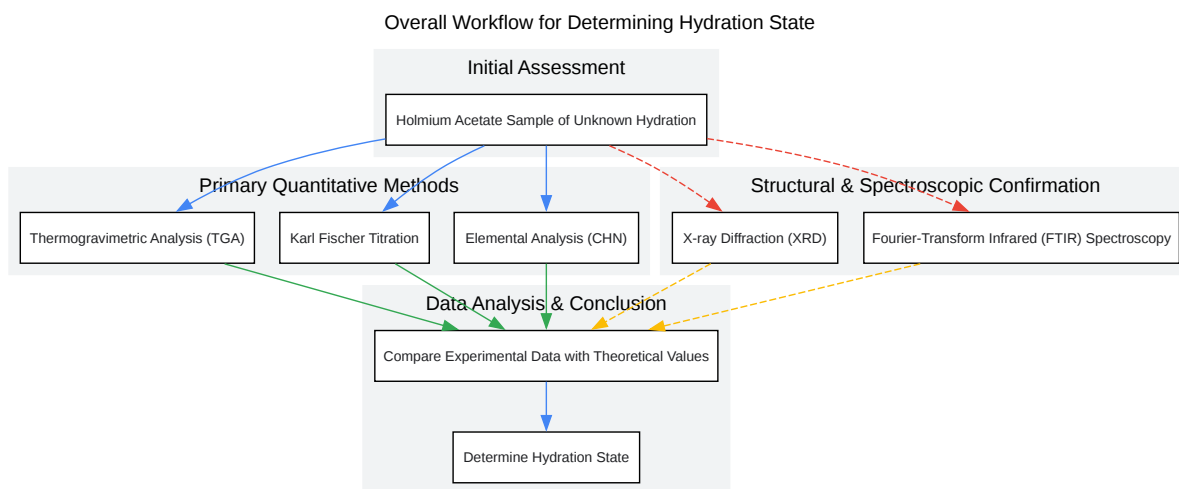 Overall Workflow for Determining Hydration State
Initial Assessment
Holmium Acetate Sample of Unknown Hydration
Primary Quantitative Methods
Structural & Spectroscopic Confirmation
Thermogravimetric Analysis (TGA)
Karl Fischer Titration
Elemental Analysis (CHN)
X-ray Diffraction (XRD)
Fourier-Transform Infrared (FTIR) Spectroscopy
Data Analysis & Conclusion
Compare Experimental Data with Theoretical Values
Determine Hydration State